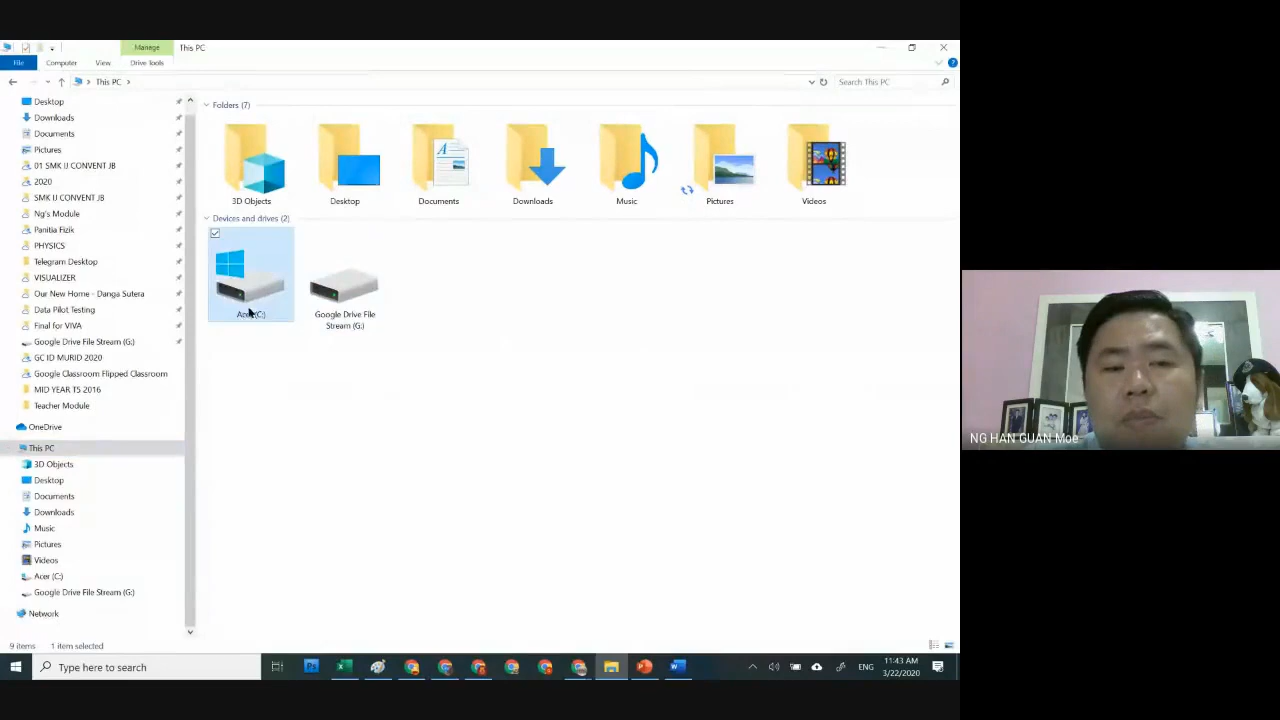 Manage
This PC
File
Computer
View
Drive Tools
This PC
Search This PC
Desktop
Downloads
Documents
Pictures
01 SMK IJ CONVENT JB
2020
SMK IJ CONVENT JB
Ng's Module
Panitia Fizik
PHYSICS
Telegram Desktop
VISUALIZER
Our New Home - Danga Sutera
Data Pilot Testing
Final for VIVA
Google Drive File Stream (G:)
GC ID MURID 2020
Google Classroom Flipped Classroom
MID YEAR T5 2016
Teacher Module
OneDrive
This PC
3D Objects
Desktop
Documents
Downloads
Music
Pictures
Videos
Acer (C:)
Google Drive File Stream (G:)
Network
Folders (7)
3D Objects
Desktop
Documents
Downloads
Music
Pictures
Videos
Devices and drives (2)
Acer (C:)
Google Drive File
Stream (G:)
9 items
1 item selected
Type here to search
ENG
11:43 AM
3/22/2020
NG HAN GUAN Moe